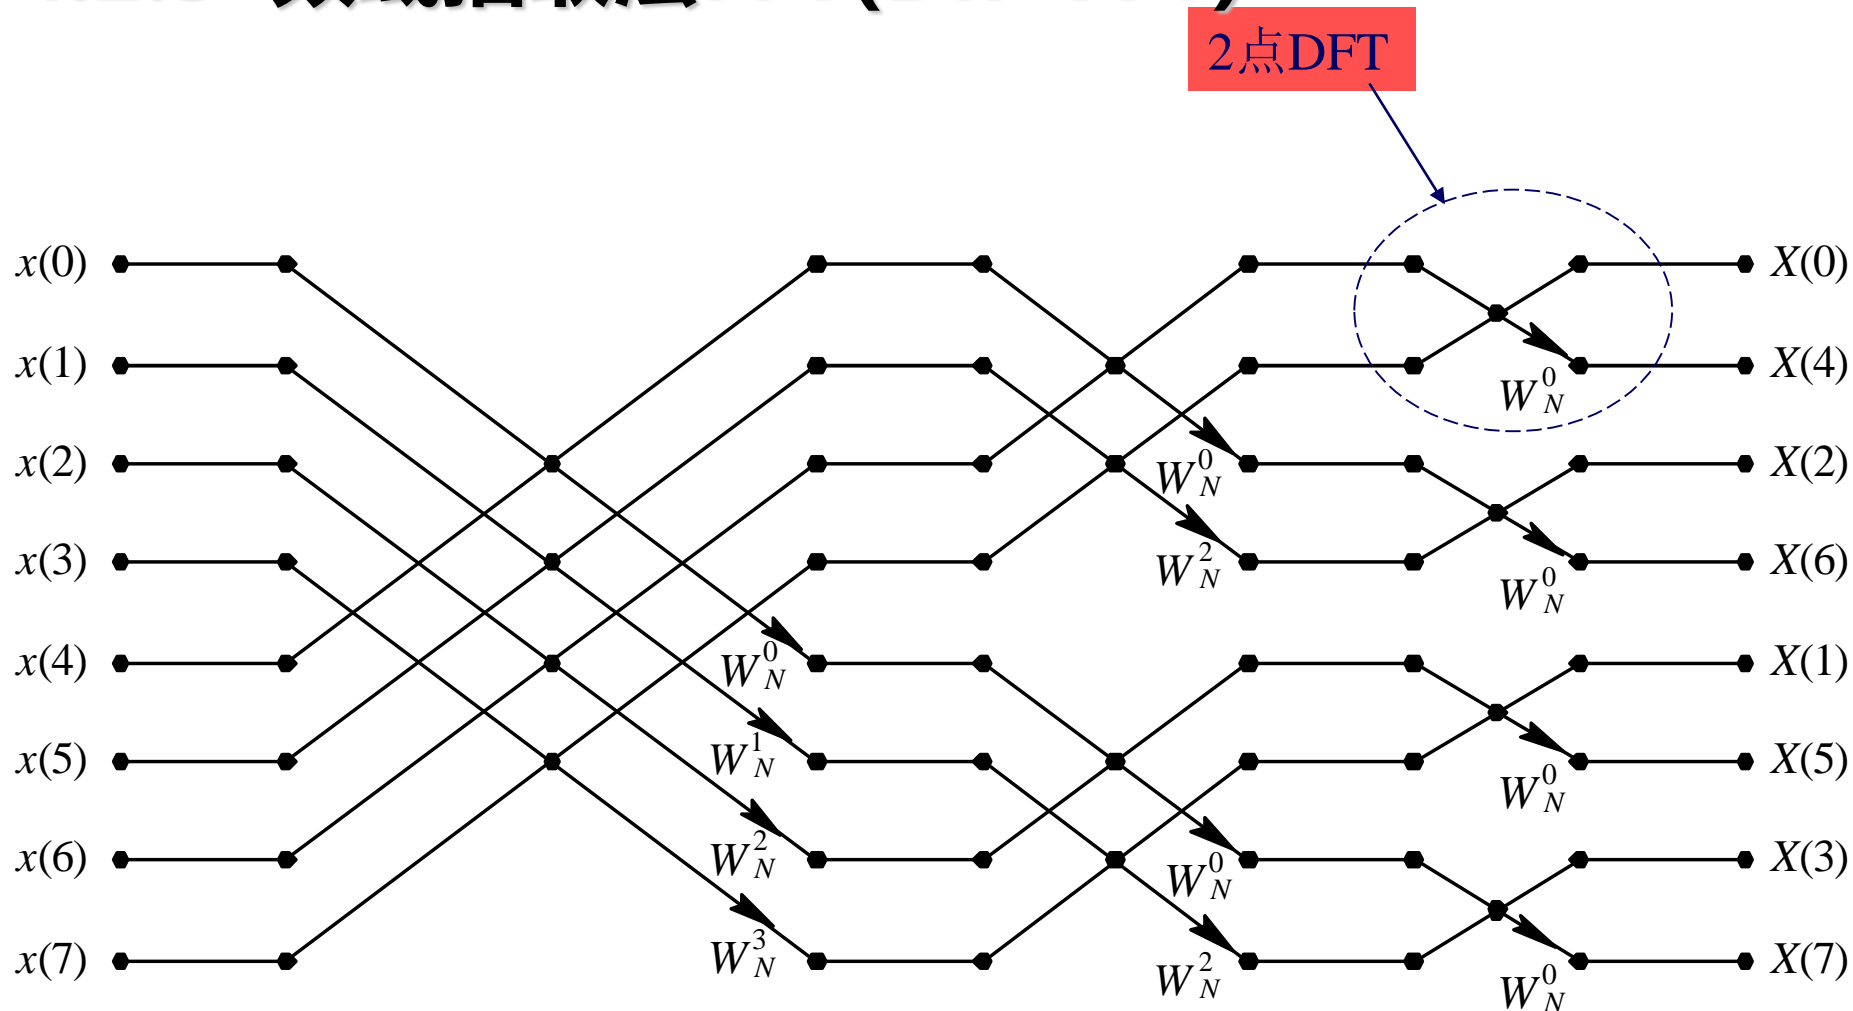 2点DFT
x(0) X(0)
x(1) X(4)
W_N^0
x(2) X(2)
W_N^0
x(3) X(6)
W_N^2
W_N^0
x(4) X(1)
W_N^0
x(5) X(5)
W_N^1
W_N^0
x(6) X(3)
W_N^2
W_N^0
x(7) X(7)
W_N^3
W_N^2
W_N^0